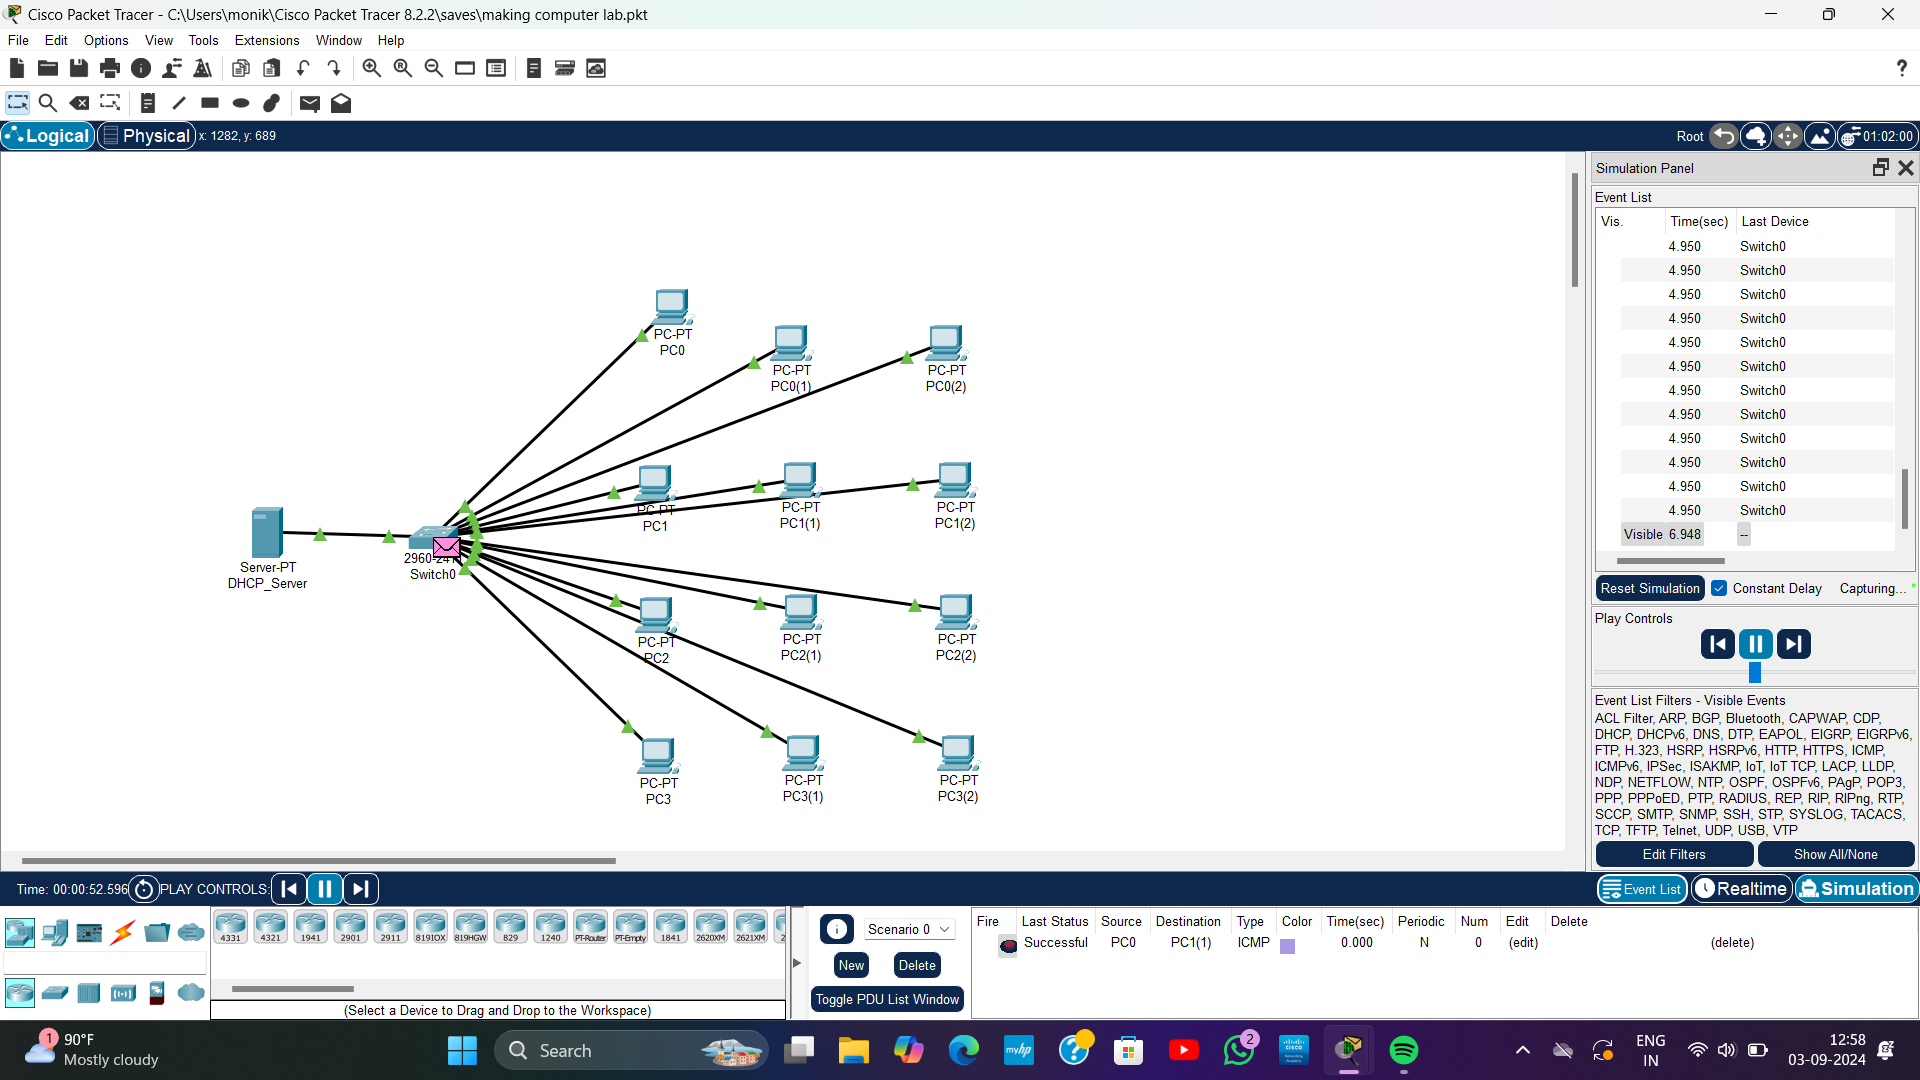 Cisco Packet Tracer - C:\Users\monik\Cisco Packet Tracer 8.2.2\saves\making computer lab.pkt
File Edit Options View Tools Extensions Window Help
?
Logical Physical x: 1282, y: 689
Root 01:02:00
PC-PT
PC0
PC-PT
PC0(1)
PC-PT
PC0(2)
PC-PT
PC1
PC-PT
PC1(1)
PC-PT
PC1(2)
Server-PT
DHCP_Server
Switch0
PC-PT
PC2
PC-PT
PC2(1)
PC-PT
PC2(2)
PC-PT
PC3
PC-PT
PC3(1)
PC-PT
PC3(2)
Simulation Panel
Event List
Vis. Time(sec) Last Device
4.950 Switch0
4.950 Switch0
4.950 Switch0
4.950 Switch0
4.950 Switch0
4.950 Switch0
4.950 Switch0
4.950 Switch0
4.950 Switch0
4.950 Switch0
4.950 Switch0
4.950 Switch0
Visible 6.948 --
Reset Simulation Constant Delay Capturing...
Play Controls
Event List Filters - Visible Events
ACL Filter, ARP, BGP, Bluetooth, CAPWAP, CDP,
DHCP, DHCPv6, DNS, DTP, EAPOL, EIGRP, EIGRPv6,
FTP, H.323, HSRP, HSRPv6, HTTP, HTTPS, ICMP,
ICMPv6, IPSec, ISAKMP, IoT, IoT TCP, LACP, LLDP,
NDP, NETFLOW, NTP, OSPF, OSPFv6, PAgP, POP3,
PPP, PPPoED, PTP, RADIUS, REP, RIP, RIPng, RTP,
SCCP, SMTP, SNMP, SSH, STP, SYSLOG, TACACS,
TCP, TFTP, Telnet, UDP, USB, VTP
Edit Filters Show All/None
Time: 00:00:52.596 PLAY CONTROLS:
Event List Realtime Simulation
4331 4321 1941 2901 2911 819IOX 819HGW 829 1240 PT-Router PT-Empty 1841 2620XM 2621XM
(Select a Device to Drag and Drop to the Workspace)
Scenario 0
New Delete
Toggle PDU List Window
Fire Last Status Source Destination Type Color Time(sec) Periodic Num Edit Delete
Successful PC0 PC1(1) ICMP 0.000 N 0 (edit) (delete)
1
90°F
Mostly cloudy
Search
myhp
2
ENG
IN
12:58
03-09-2024